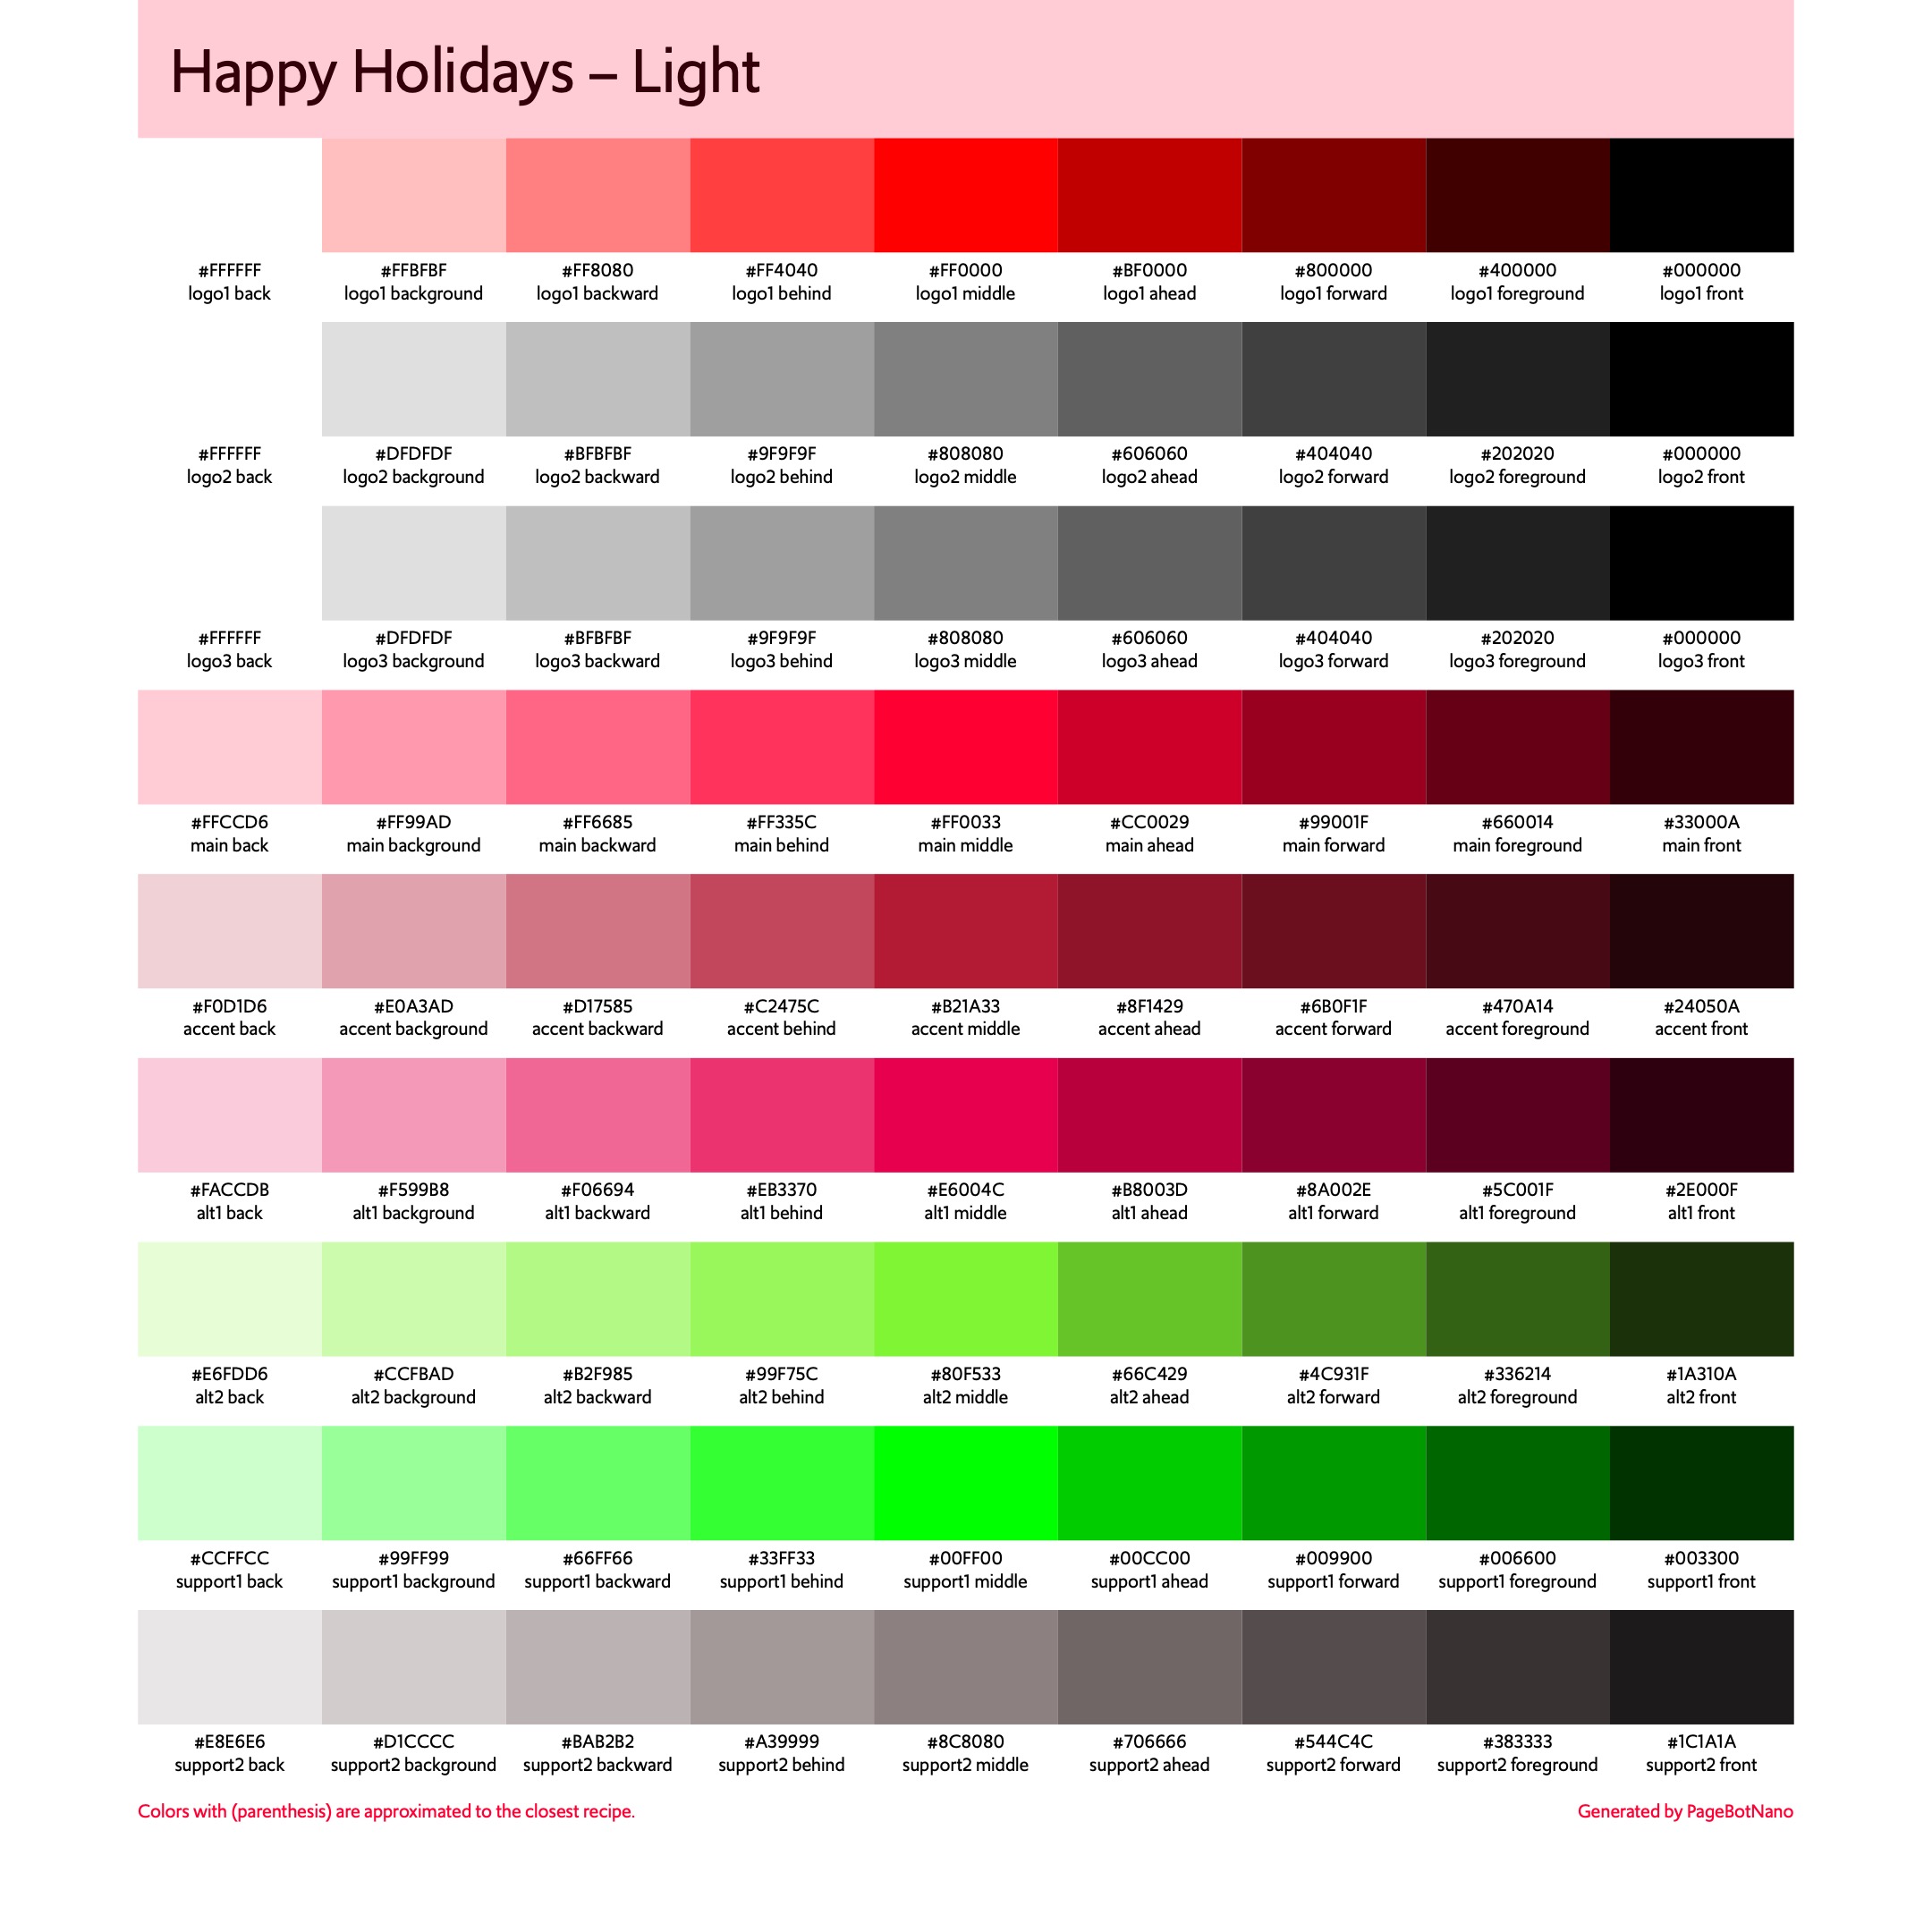 Happy Holidays – Light
#FFFFFF #FFBFBF #FF8080 #FF4040 #FF0000 #BF0000 #800000 #400000 #000000
logo1 back logo1 background logo1 backward logo1 behind logo1 middle logo1 ahead logo1 forward logo1 foreground logo1 front
#FFFFFF #DFDFDF #BFBFBF #9F9F9F #808080 #606060 #404040 #202020 #000000
logo2 back logo2 background logo2 backward logo2 behind logo2 middle logo2 ahead logo2 forward logo2 foreground logo2 front
#FFFFFF #DFDFDF #BFBFBF #9F9F9F #808080 #606060 #404040 #202020 #000000
logo3 back logo3 background logo3 backward logo3 behind logo3 middle logo3 ahead logo3 forward logo3 foreground logo3 front
#FFCCD6 #FF99AD #FF6685 #FF335C #FF0033 #CC0029 #99001F #660014 #33000A
main back main background main backward main behind main middle main ahead main forward main foreground main front
#F0D1D6 #E0A3AD #D17585 #C2475C #B21A33 #8F1429 #6B0F1F #470A14 #24050A
accent back accent background accent backward accent behind accent middle accent ahead accent forward accent foreground accent front
#FACCDB #F599B8 #F06694 #EB3370 #E6004C #B8003D #8A002E #5C001F #2E000F
alt1 back alt1 background alt1 backward alt1 behind alt1 middle alt1 ahead alt1 forward alt1 foreground alt1 front
#E6FDD6 #CCFBAD #B2F985 #99F75C #80F533 #66C429 #4C931F #336214 #1A310A
alt2 back alt2 background alt2 backward alt2 behind alt2 middle alt2 ahead alt2 forward alt2 foreground alt2 front
#CCFFCC #99FF99 #66FF66 #33FF33 #00FF00 #00CC00 #009900 #006600 #003300
support1 back support1 background support1 backward support1 behind support1 middle support1 ahead support1 forward support1 foreground support1 front
#E8E6E6 #D1CCCC #BAB2B2 #A39999 #8C8080 #706666 #544C4C #383333 #1C1A1A
support2 back support2 background support2 backward support2 behind support2 middle support2 ahead support2 forward support2 foreground support2 front
Colors with (parenthesis) are approximated to the closest recipe. Generated by PageBotNano